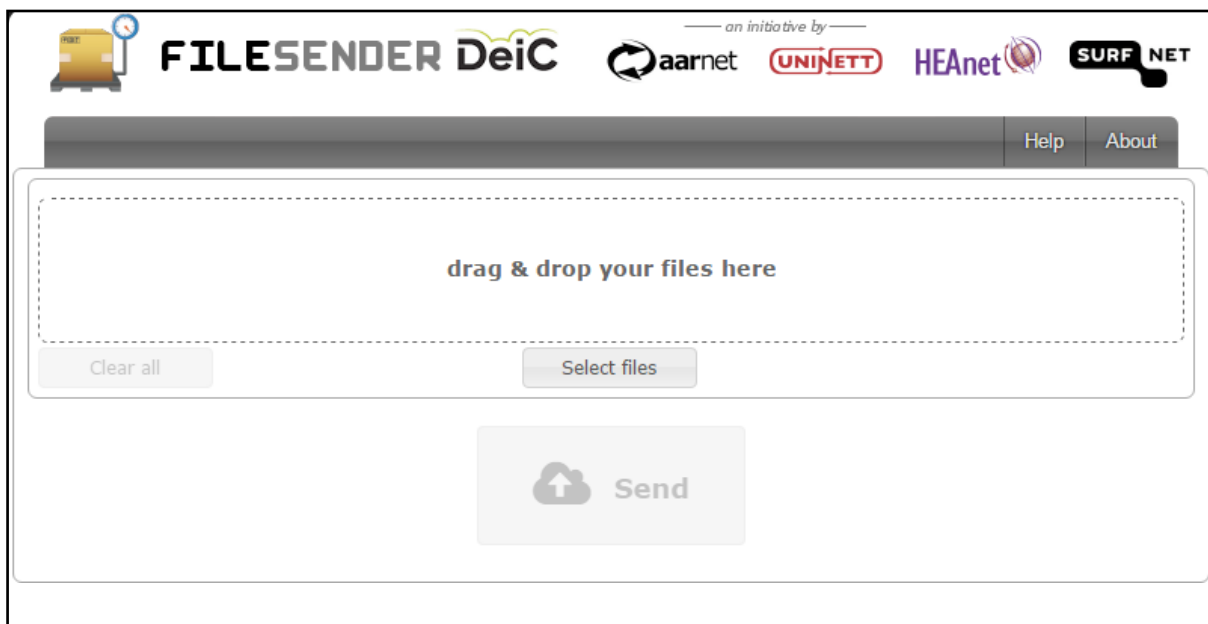 an initiative by
FILESENDER DeiC aarnet UNINETT HEAnet SURF NET
Help About
drag & drop your files here
Clear all Select files
Send